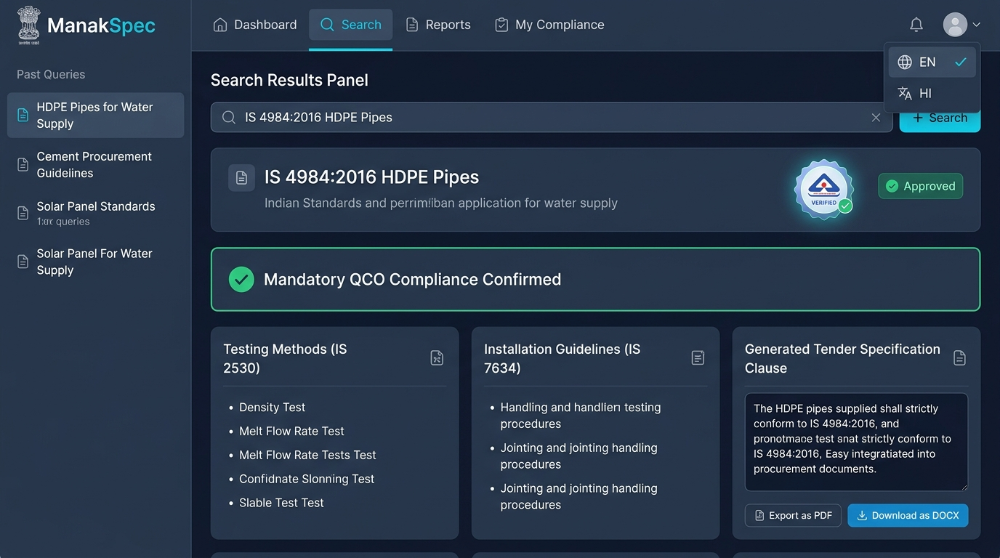 ManakSpec
Dashboard
Search
Reports
My Compliance
EN
HI
Past Queries
HDPE Pipes for Water
Supply
Cement Procurement
Guidelines
Solar Panel Standards
queries
Solar Panel For Water
Supply
Search Results Panel
IS 4984:2016 HDPE Pipes
+ Search
IS 4984:2016 HDPE Pipes
Indian Standards and application for water supply
VERIFIED
Approved
Mandatory QCO Compliance Confirmed
Testing Methods (IS
2530)
• Density Test
• Melt Flow Rate Test
• Melt Flow Rate Tests Test
• Confidnate Slonning Test
• Slable Test Test
Installation Guidelines (IS
7634)
• Handling and testing
procedures
• Jointing and jointing handling
procedures
• Jointing and jointing handling
procedures
Generated Tender Specification
Clause
The HDPE pipes supplied shall strictly
conform to IS 4984:2016, and
test strictly conform to
IS 4984:2016, Easy integratiated into
procurement documents.
Export as PDF
Download as DOCX